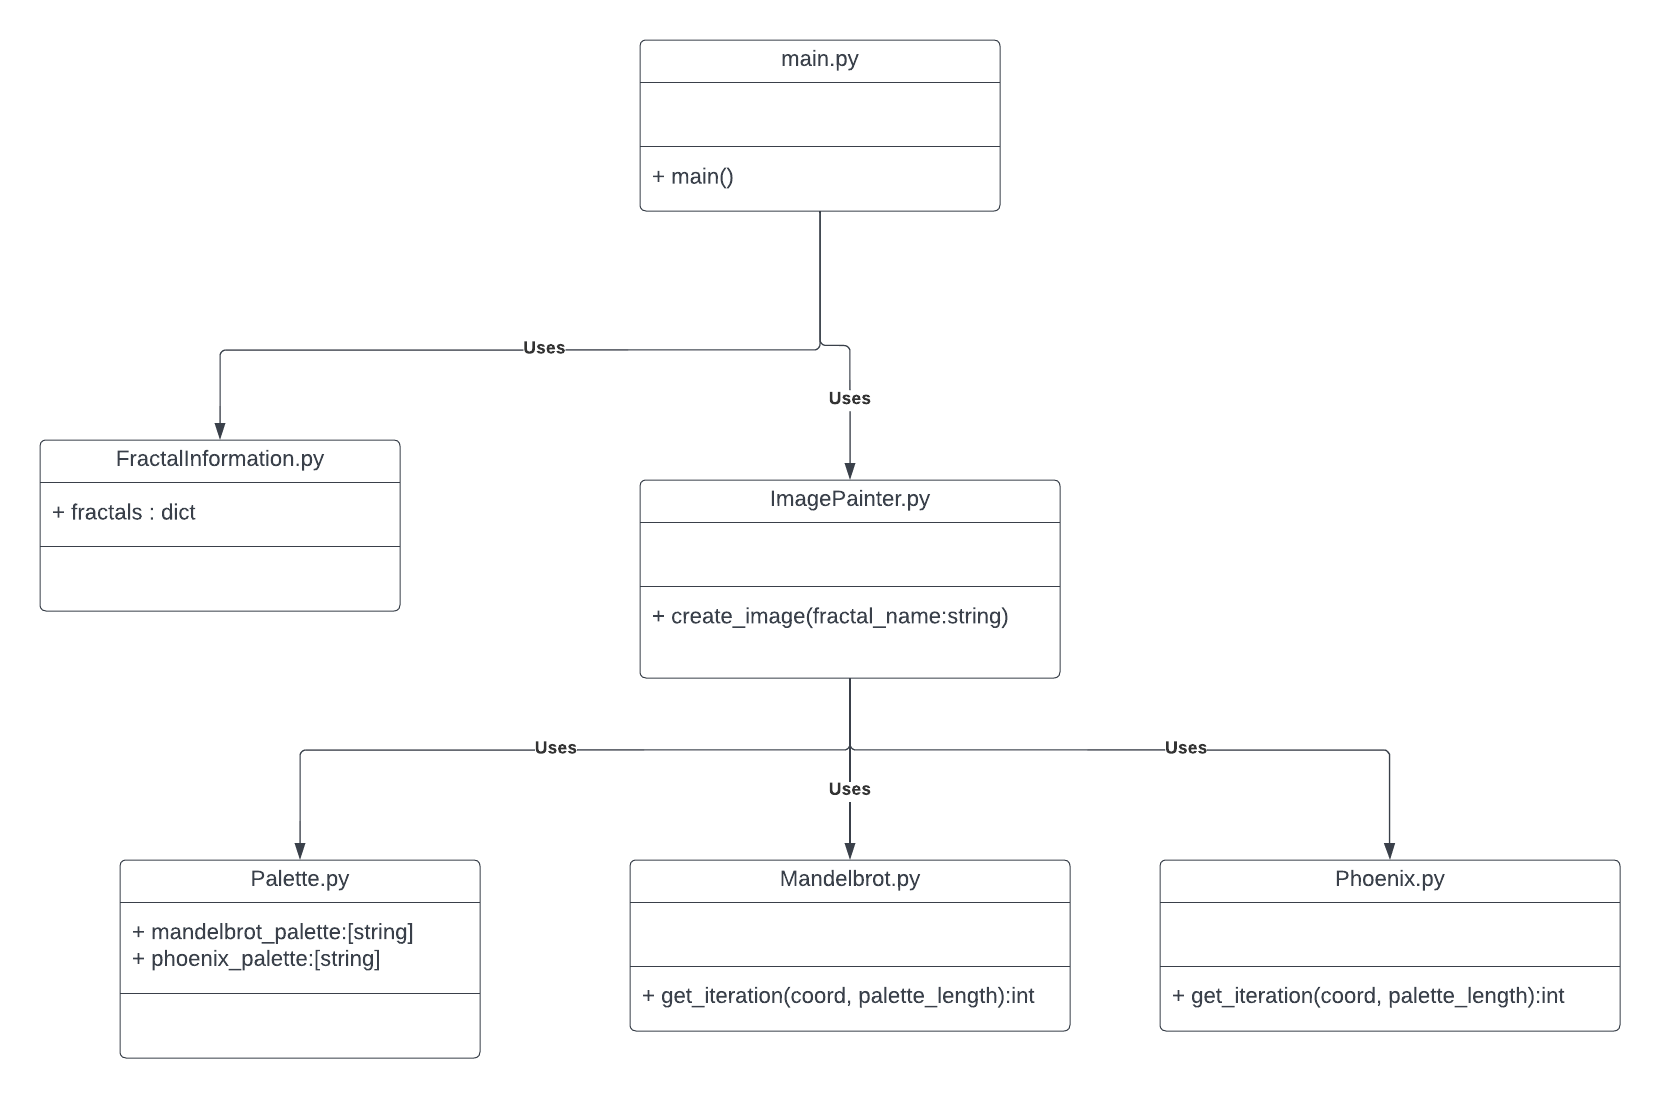 main.py
+ main()
Uses
Uses
FractalInformation.py
+ fractals : dict
ImagePainter.py
+ create_image(fractal_name:string)
Uses
Uses
Uses
Palette.py
+ mandelbrot_palette:[string]
+ phoenix_palette:[string]
Mandelbrot.py
+ get_iteration(coord, palette_length):int
Phoenix.py
+ get_iteration(coord, palette_length):int